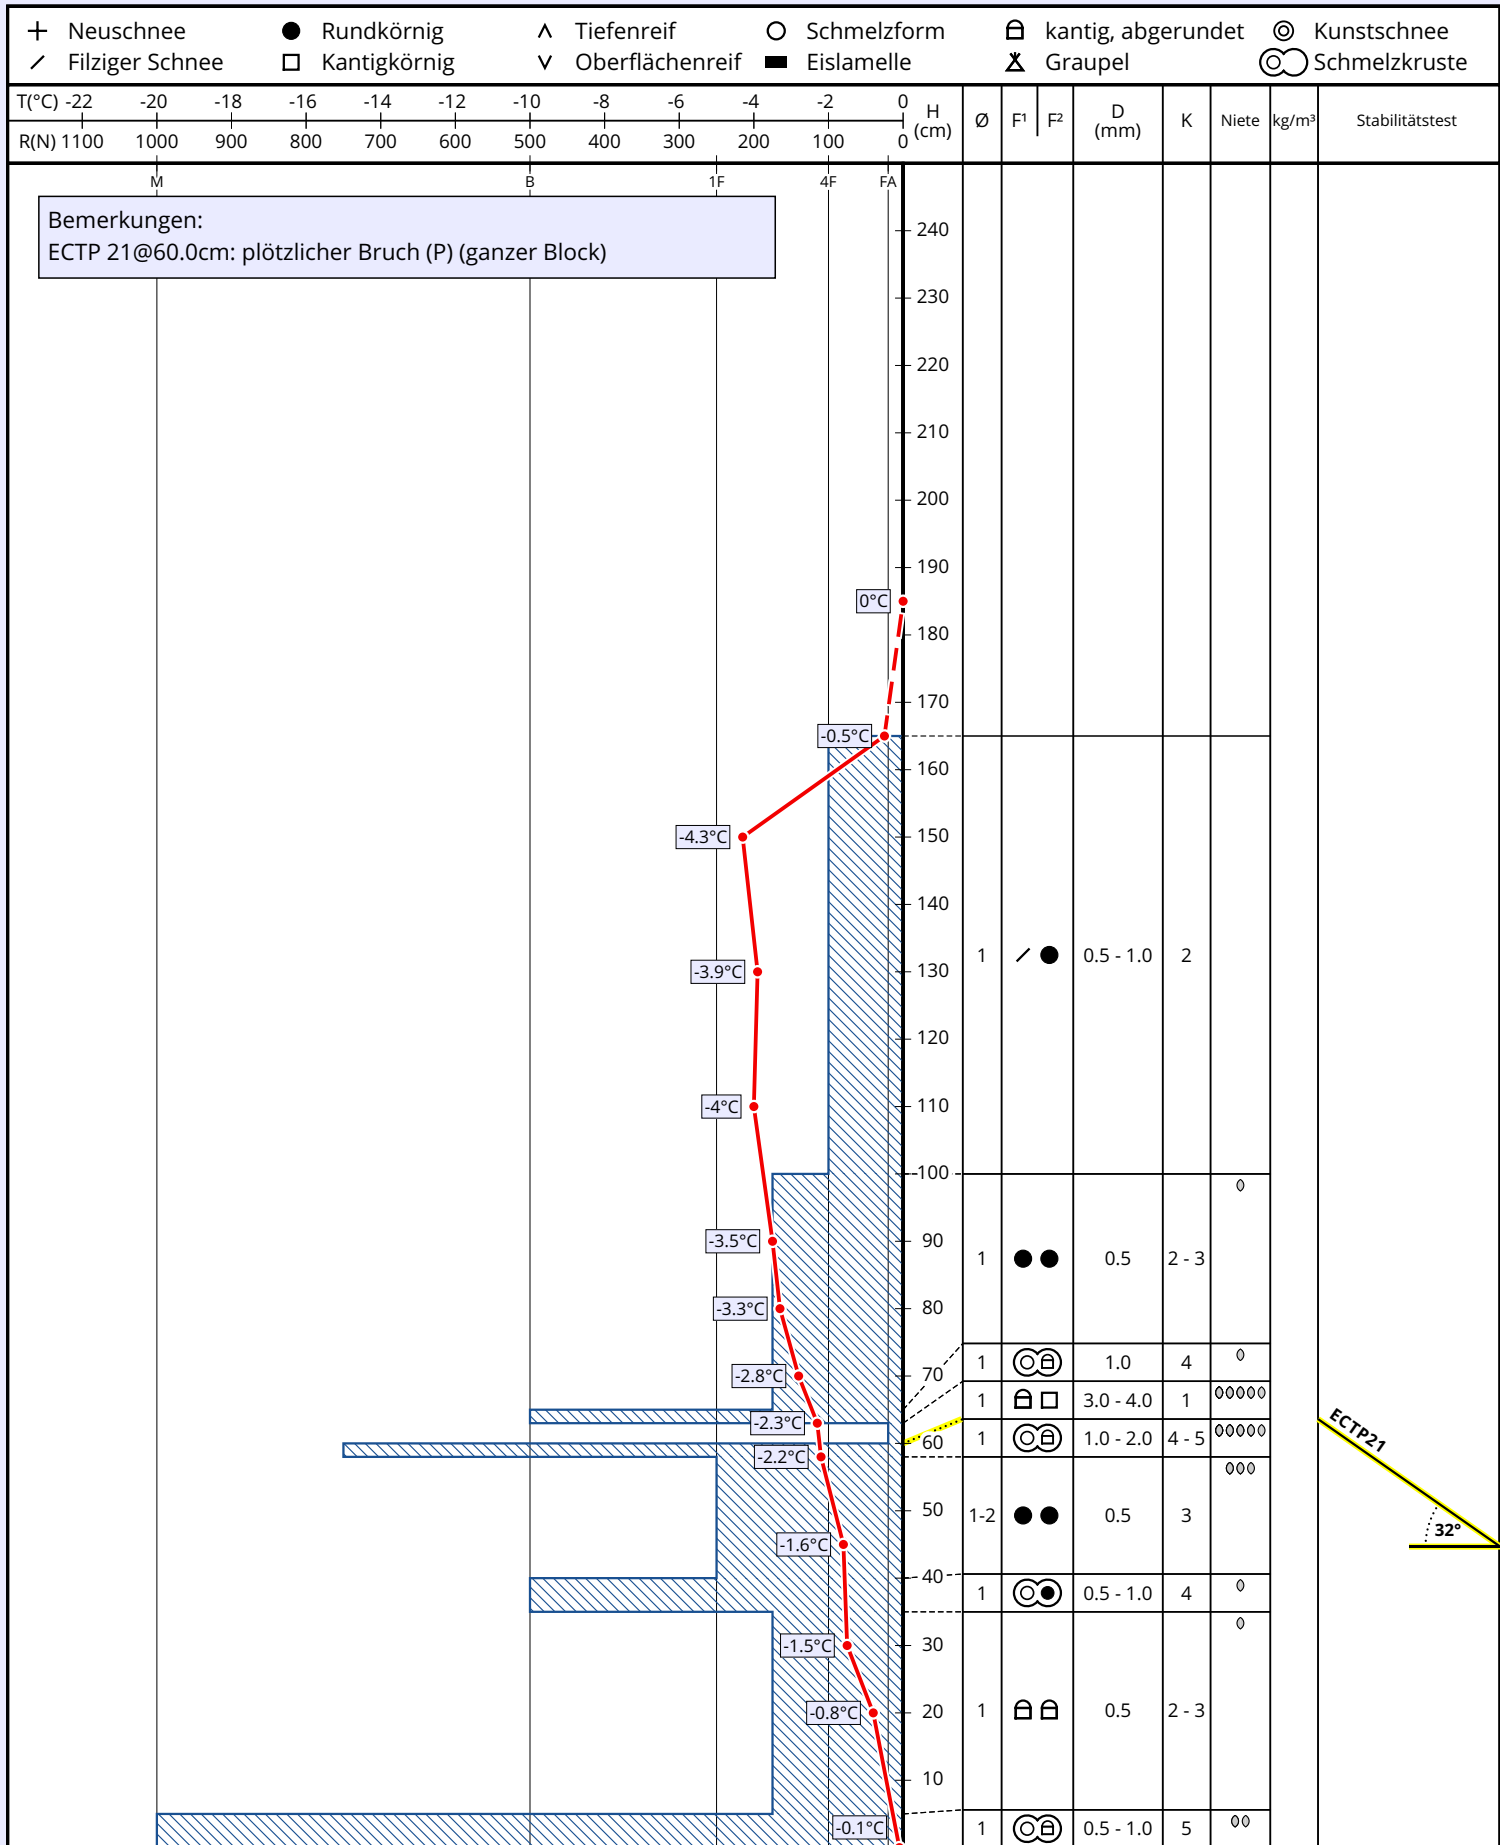 Neuschnee Rundkörnig Tiefenreif Schmelzform kantig, abgerundet Kunstschnee
Filziger Schnee Kantigkörnig Oberflächenreif Eislamelle Graupel Schmelzkruste
T(°C) -22 -20 -18 -16 -14 -12 -10 -8 -6 -4 -2 0
R(N) 1100 1000 900 800 700 600 500 400 300 200 100 0
H (cm) Ø F¹ F² D (mm) K Niete kg/m³ Stabilitätstest
M B 1F 4F FA
Bemerkungen:
ECTP 21@60.0cm: plötzlicher Bruch (P) (ganzer Block)
240
230
220
210
200
190
0°C
180
170
-0.5°C
160
-4.3°C 150
140
1 0.5 - 1.0 2
-3.9°C 130
120
-4°C 110
100
-3.5°C 90
1 0.5 2 - 3
-3.3°C 80
1 1.0 4
-2.8°C 70
1 3.0 - 4.0 1
-2.3°C
ECTP21
1 1.0 - 2.0 4 - 5
60
-2.2°C
50
1-2 0.5 3
32°
-1.6°C
40
1 0.5 - 1.0 4
-1.5°C 30
1 0.5 2 - 3
-0.8°C 20
10
-0.1°C 1 0.5 - 1.0 5